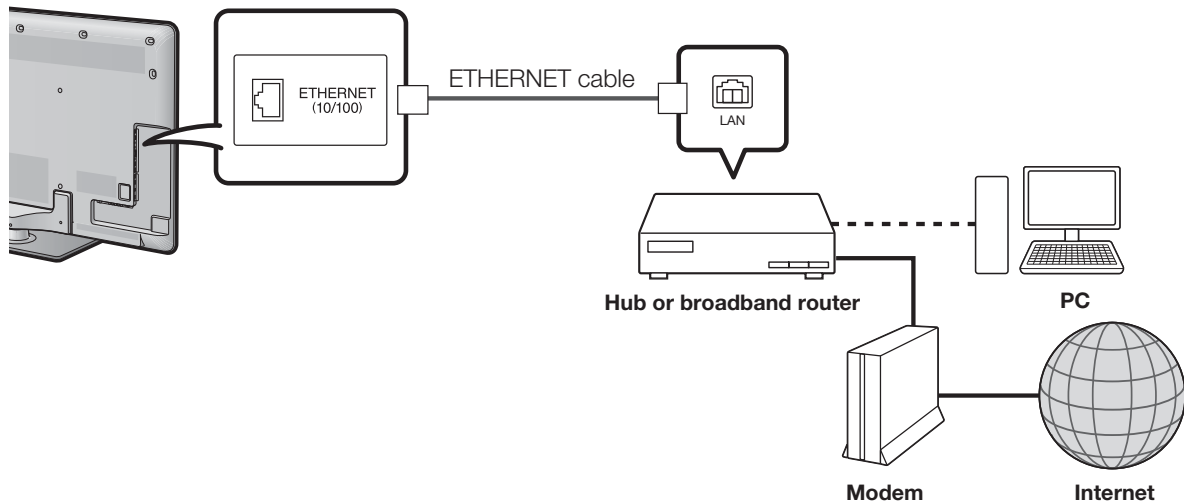 ETHERNET
(10/100)
ETHERNET cable
LAN
Hub or broadband router
PC
Modem
Internet